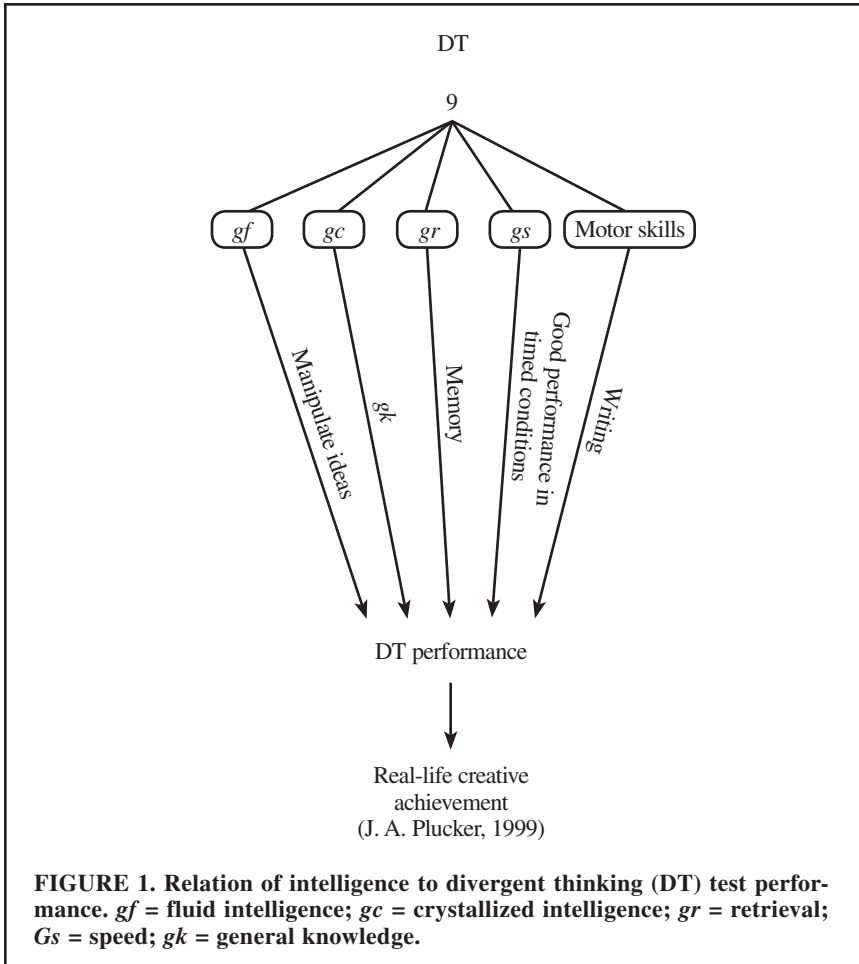 DT
9
gf
gc
gr
gs
Motor skills
Manipulate ideas
gk
Memory
Good performance in
timed conditions
Writing
DT performance
Real-life creative
achievement
(J. A. Plucker, 1999)
FIGURE 1. Relation of intelligence to divergent thinking (DT) test perfor-
mance. gf = fluid intelligence; gc = crystallized intelligence; gr = retrieval;
Gs = speed; gk = general knowledge.